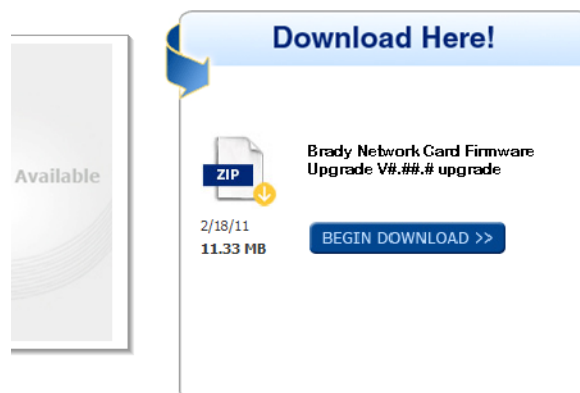 Download Here!
Available
ZIP
Brady Network Card Firmware
Upgrade V#.##.# upgrade
2/18/11
11.33 MB
BEGIN DOWNLOAD >>